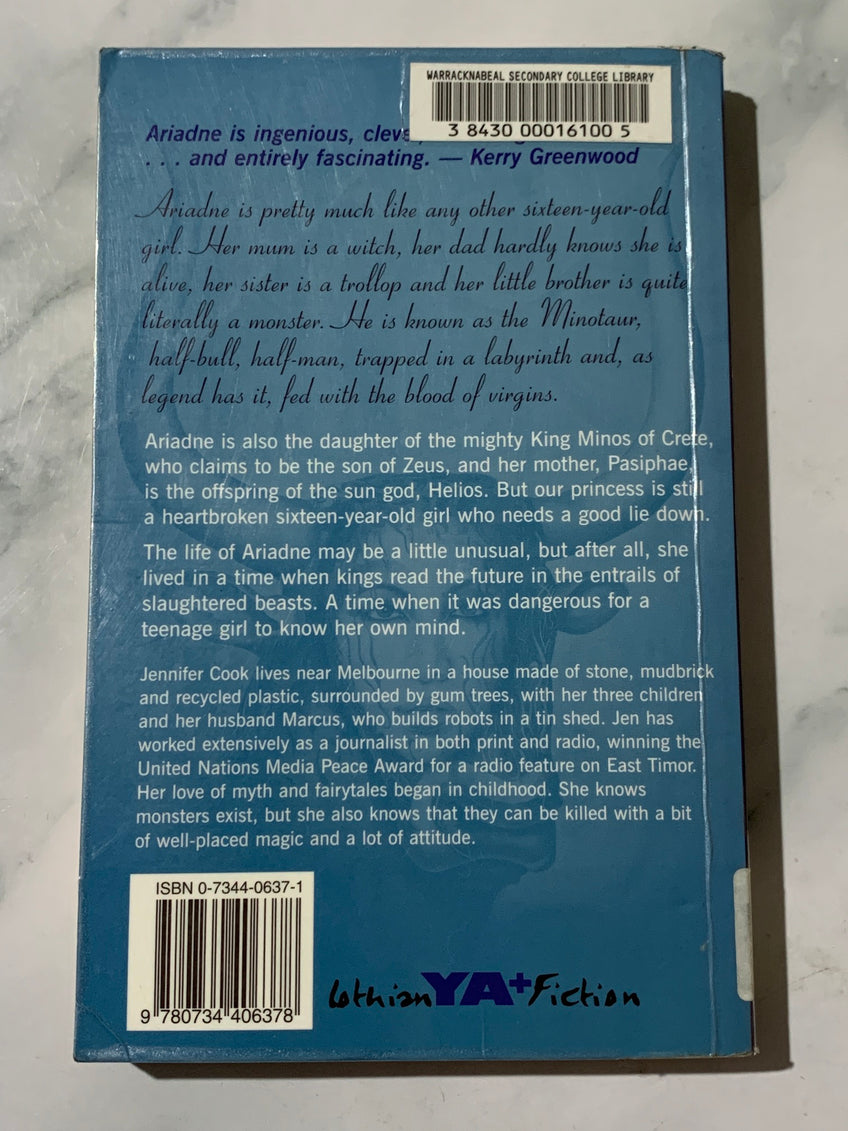 WARRACKNABEAL SECONDARY COLLEGE LIBRARY
3 8430 00016100 5
Ariadne is ingenious,
. . . and entirely fascinating. — Kerry Greenwood
Ariadne is pretty much like any other sixteen-year-old
girl. Her mum is a witch, her dad hardly knows she is
alive, her sister is a trollop and her little brother is quite
literally a monster. He is known as the Minotaur,
half-bull, half-man, trapped in a labyrinth and, as
legend has it, fed with the blood of virgins.
Ariadne is also the daughter of the mighty King Minos of Crete,
who claims to be the son of Zeus, and her mother, Pasiphae,
is the offspring of the sun god, Helios. But our princess is still
a heartbroken sixteen-year-old girl who needs a good lie down.
The life of Ariadne may be a little unusual, but after all, she
lived in a time when kings read the future in the entrails of
slaughtered beasts. A time when it was dangerous for a
teenage girl to know her own mind.
Jennifer Cook lives near Melbourne in a house made of stone, mudbrick
and recycled plastic, surrounded by gum trees, with her three children
and her husband Marcus, who builds robots in a tin shed. Jen has
worked extensively as a journalist in both print and radio, winning the
United Nations Media Peace Award for a radio feature on East Timor.
Her love of myth and fairytales began in childhood. She knows
monsters exist, but she also knows that they can be killed with a bit
of well-placed magic and a lot of attitude.
ISBN 0-7344-0637-1
9 780734 406378
Lothian YA+ Fiction